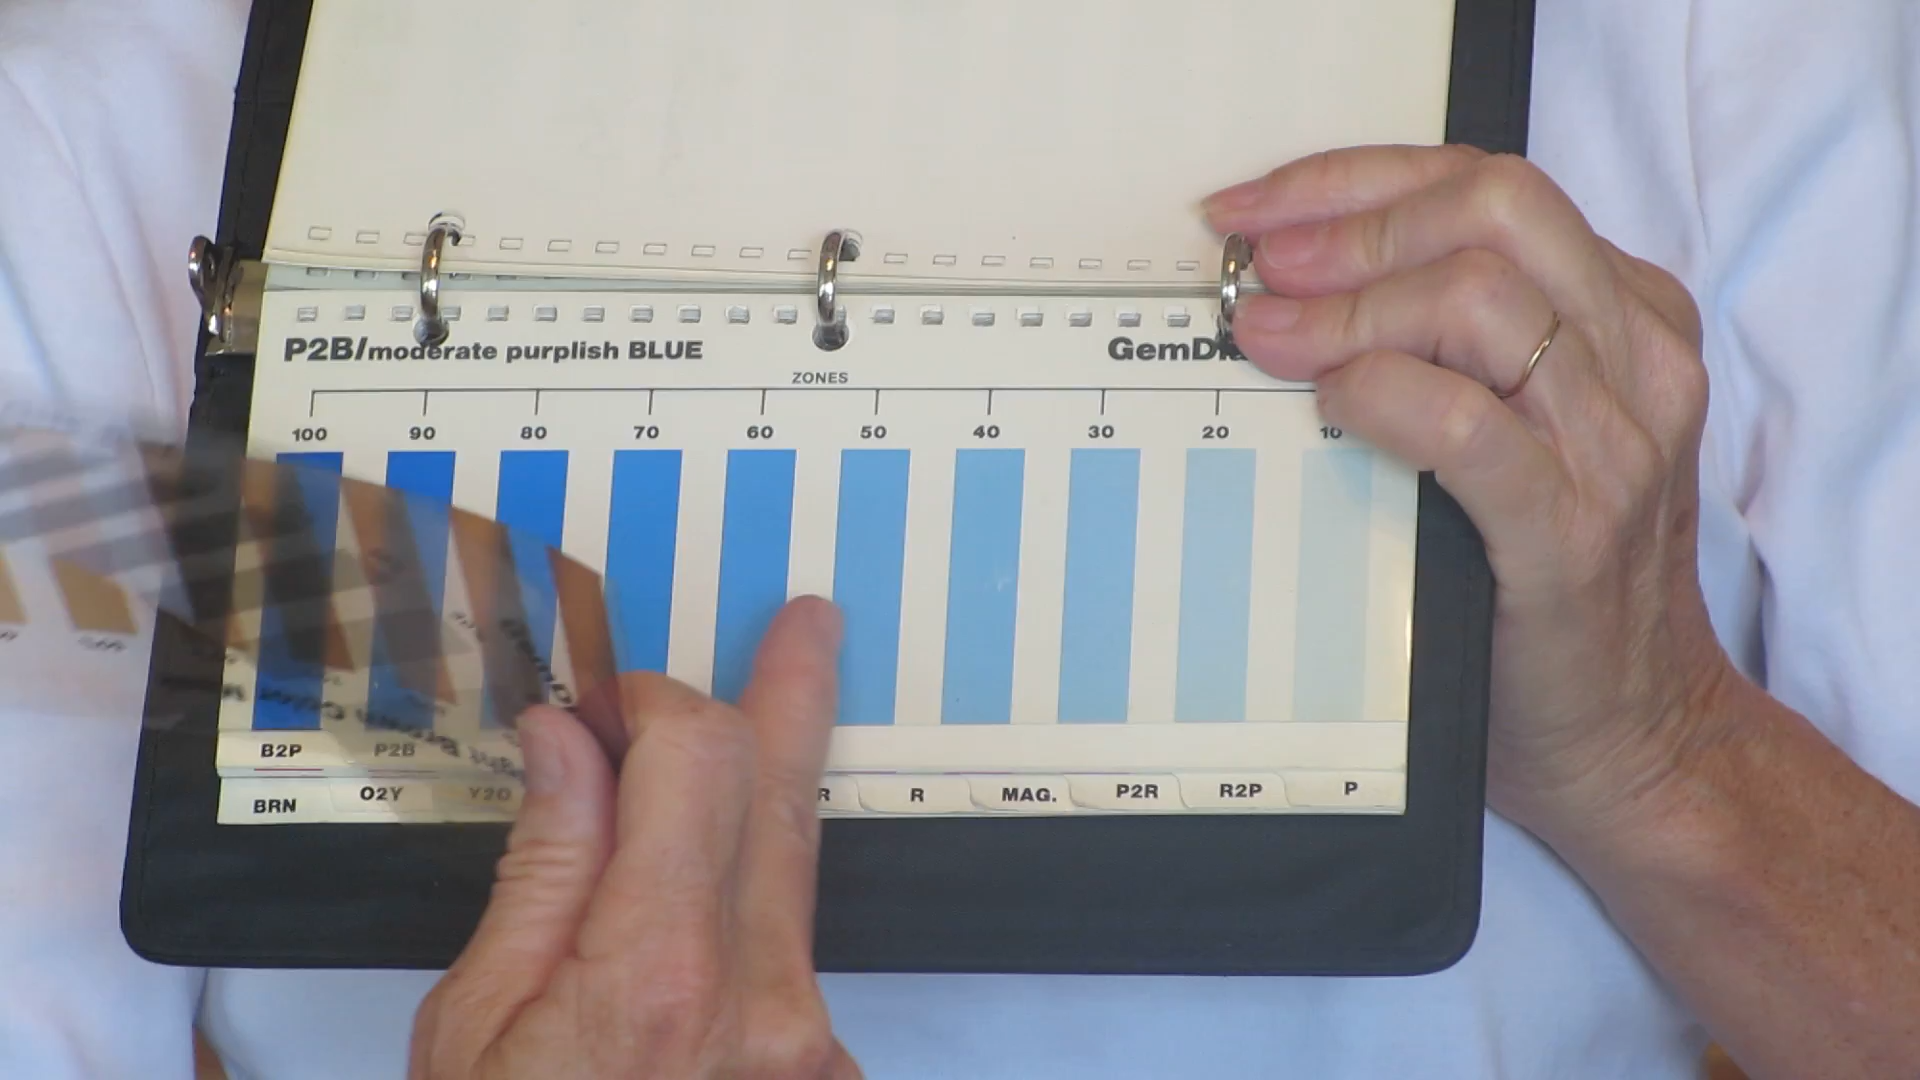 P2B/moderate purplish BLUE GemDia
ZONES
100 90 80 70 60 50 40 30 20 10
B2P P2B
BRN O2Y Y2O R R MAG. P2R R2P P